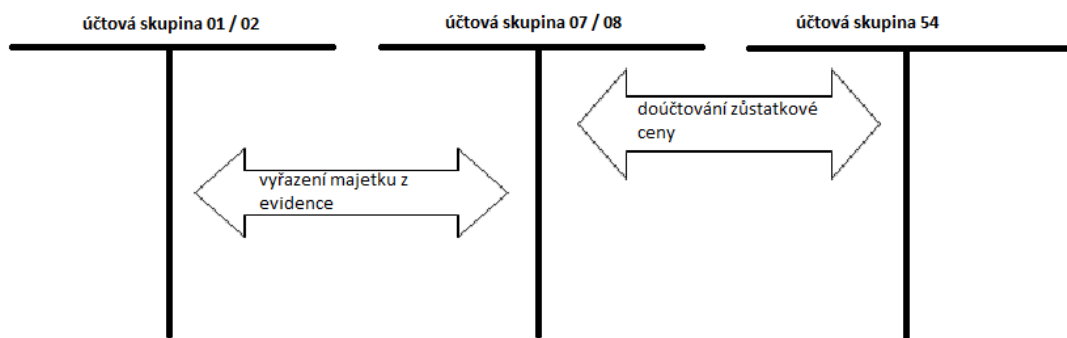 účtová skupina 01 / 02
účtová skupina 07 / 08
účtová skupina 54
doúčtování zůstatkové
ceny
vyřazení majetku z
evidence